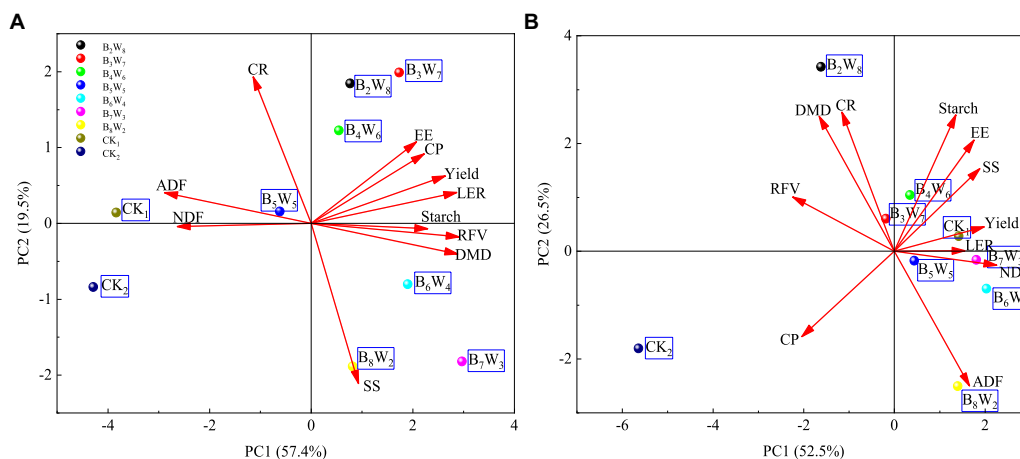 A
B₂W₈
B₃W₇
B₄W₆
B₅W₅
B₆W₄
B₇W₃
B₈W₂
CK₁
CK₂
CR
B₂W₈
B₃W₇
B₄W₆
EE
CP
Yield
LER
ADF
NDF
B₅W₅
CK₁
Starch
RFV
DMD
B₆W₄
CK₂
B₈W₂
B₇W₃
SS
2
1
0
-1
-2
-4
-2
0
2
4
PC2 (19.5%)
PC1 (57.4%)
B
B₂W₈
DMD
CR
Starch
EE
SS
RFV
B₄W₆
B₃W₇
CK₁
Yield
LER
B₇W₃
ND
B₅W₅
B₆W
CP
CK₂
ADF
B₈W₂
4
2
0
-2
-6
-4
-2
0
2
PC2 (26.5%)
PC1 (52.5%)